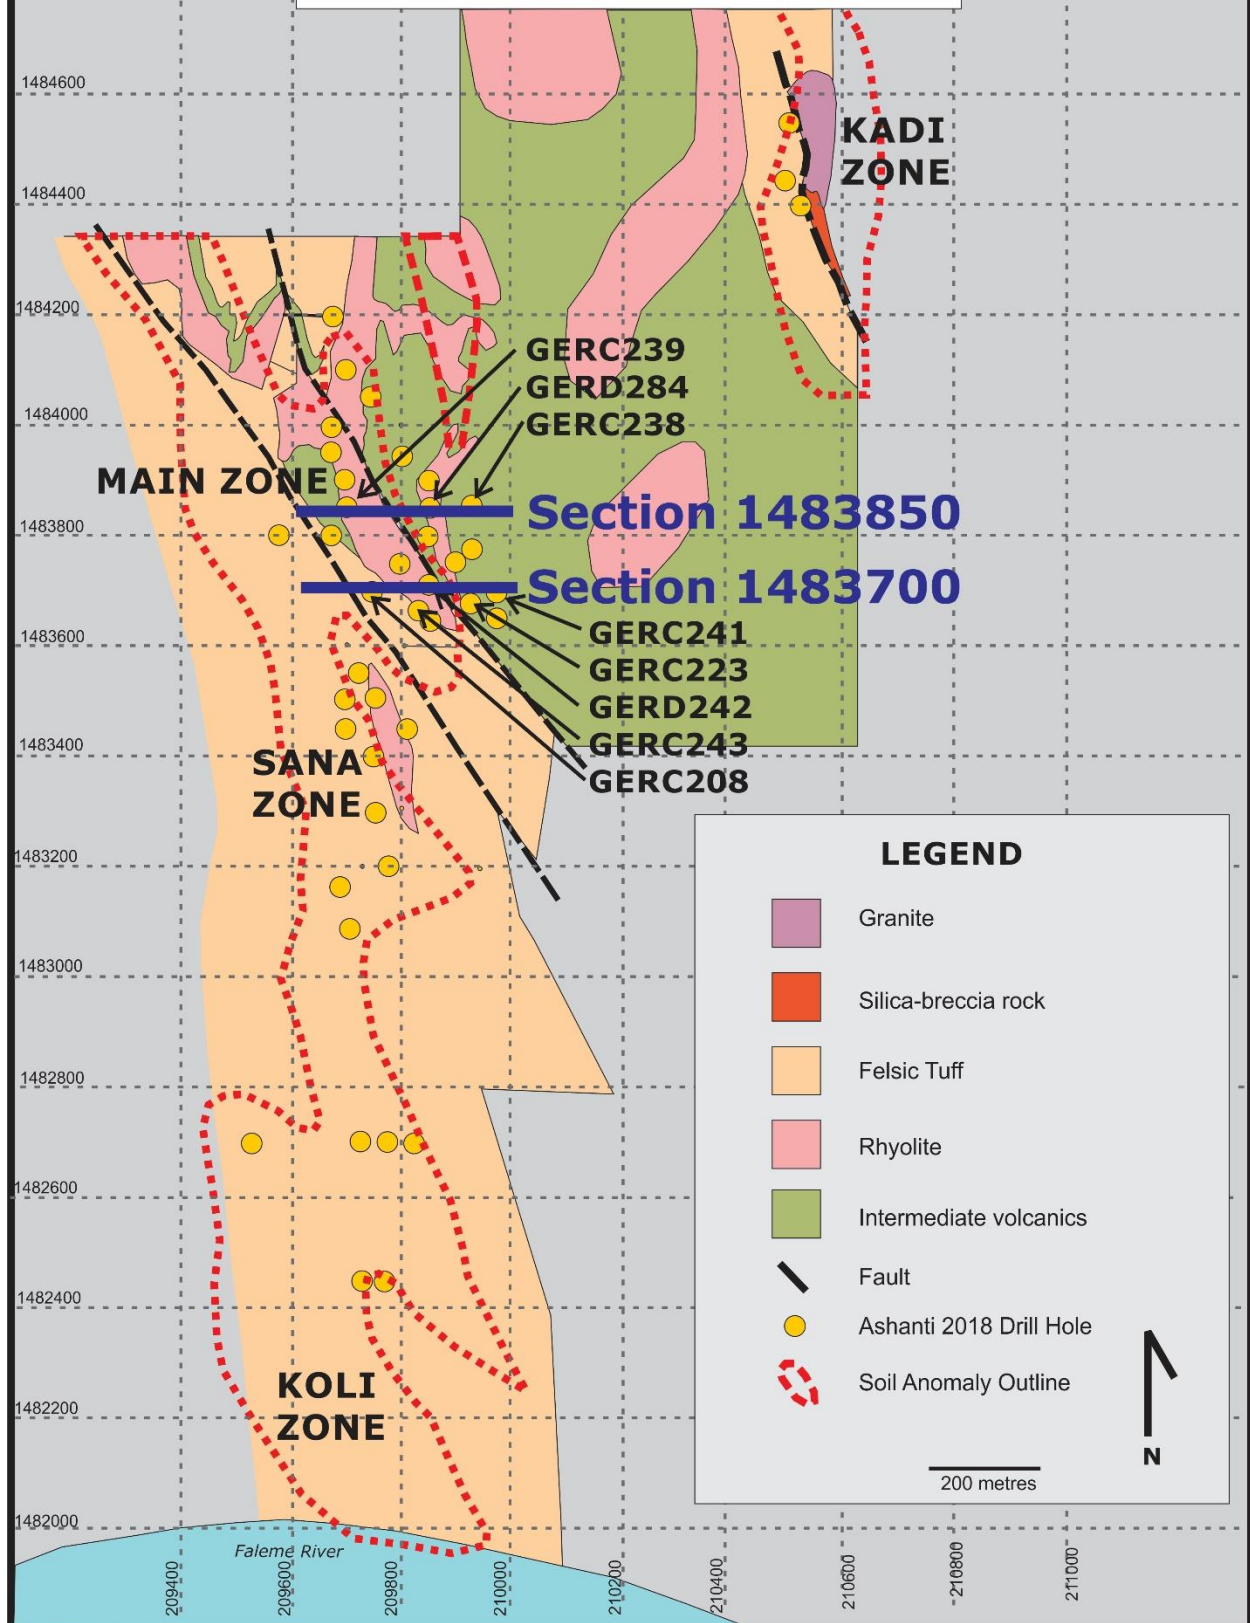 1484600
KADI
ZONE
1484400
1484200
GERC239
GERD284
1484000
GERC238
MAIN ZONE
Section 1483850
1483800
Section 1483700
1483600
GERC241
GERC223
GERD242
1483400
GERC243
SANA
ZONE
GERC208
1483200
LEGEND
Granite
1483000
Silica-breccia rock
1482800
Felsic Tuff
Rhyolite
1482600
Intermediate volcanics
Fault
1482400
Ashanti 2018 Drill Hole
KOLI
ZONE
Soil Anomaly Outline
1482200
N
200 metres
1482000
Faleme River
209400
209600
209800
210000
210200
210400
210600
210800
211000